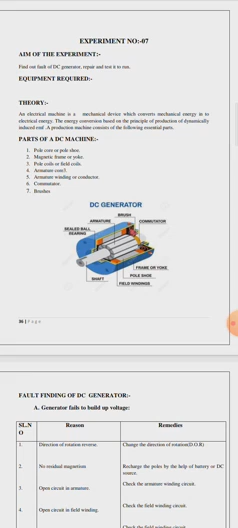 EXPERIMENT NO:-07
AIM OF THE EXPERIMENT:-
Find out fault of DC generator, repair and test it to run.
EQUIPMENT REQUIRED:-
THEORY:-
An electrical machine is a mechanical device which converts mechanical energy in to
electrical energy. The energy conversion based on the principle of production of dynamically
induced emf. A production machine consists of the following essential parts.
PARTS OF A DC MACHINE:-
1. Pole core or pole shoe.
2. Magnetic frame or yoke.
3. Pole coils or field coils.
4. Armature core3.
5. Armature winding or conductor.
6. Commutator.
7. Brushes
DC GENERATOR
BRUSH
ARMATURE
COMMUTATOR
SEALED BALL
BEARING
FRAME OR YOKE
POLE SHOE
SHAFT
FIELD WINDINGS
36 | P a g e
FAULT FINDING OF DC GENERATOR:-
A. Generator fails to build up voltage:
SL.N
O
Reason
Remedies
1.
Direction of rotation reverse.
Change the direction of rotation(D.O.R).
2.
No residual magnetism
Recharge the poles by the help of battery or DC
source.
3.
Open circuit in armature.
Check the armature winding circuit.
4.
Open circuit in field winding.
Check the field winding circuit.
Check the field winding circuit.